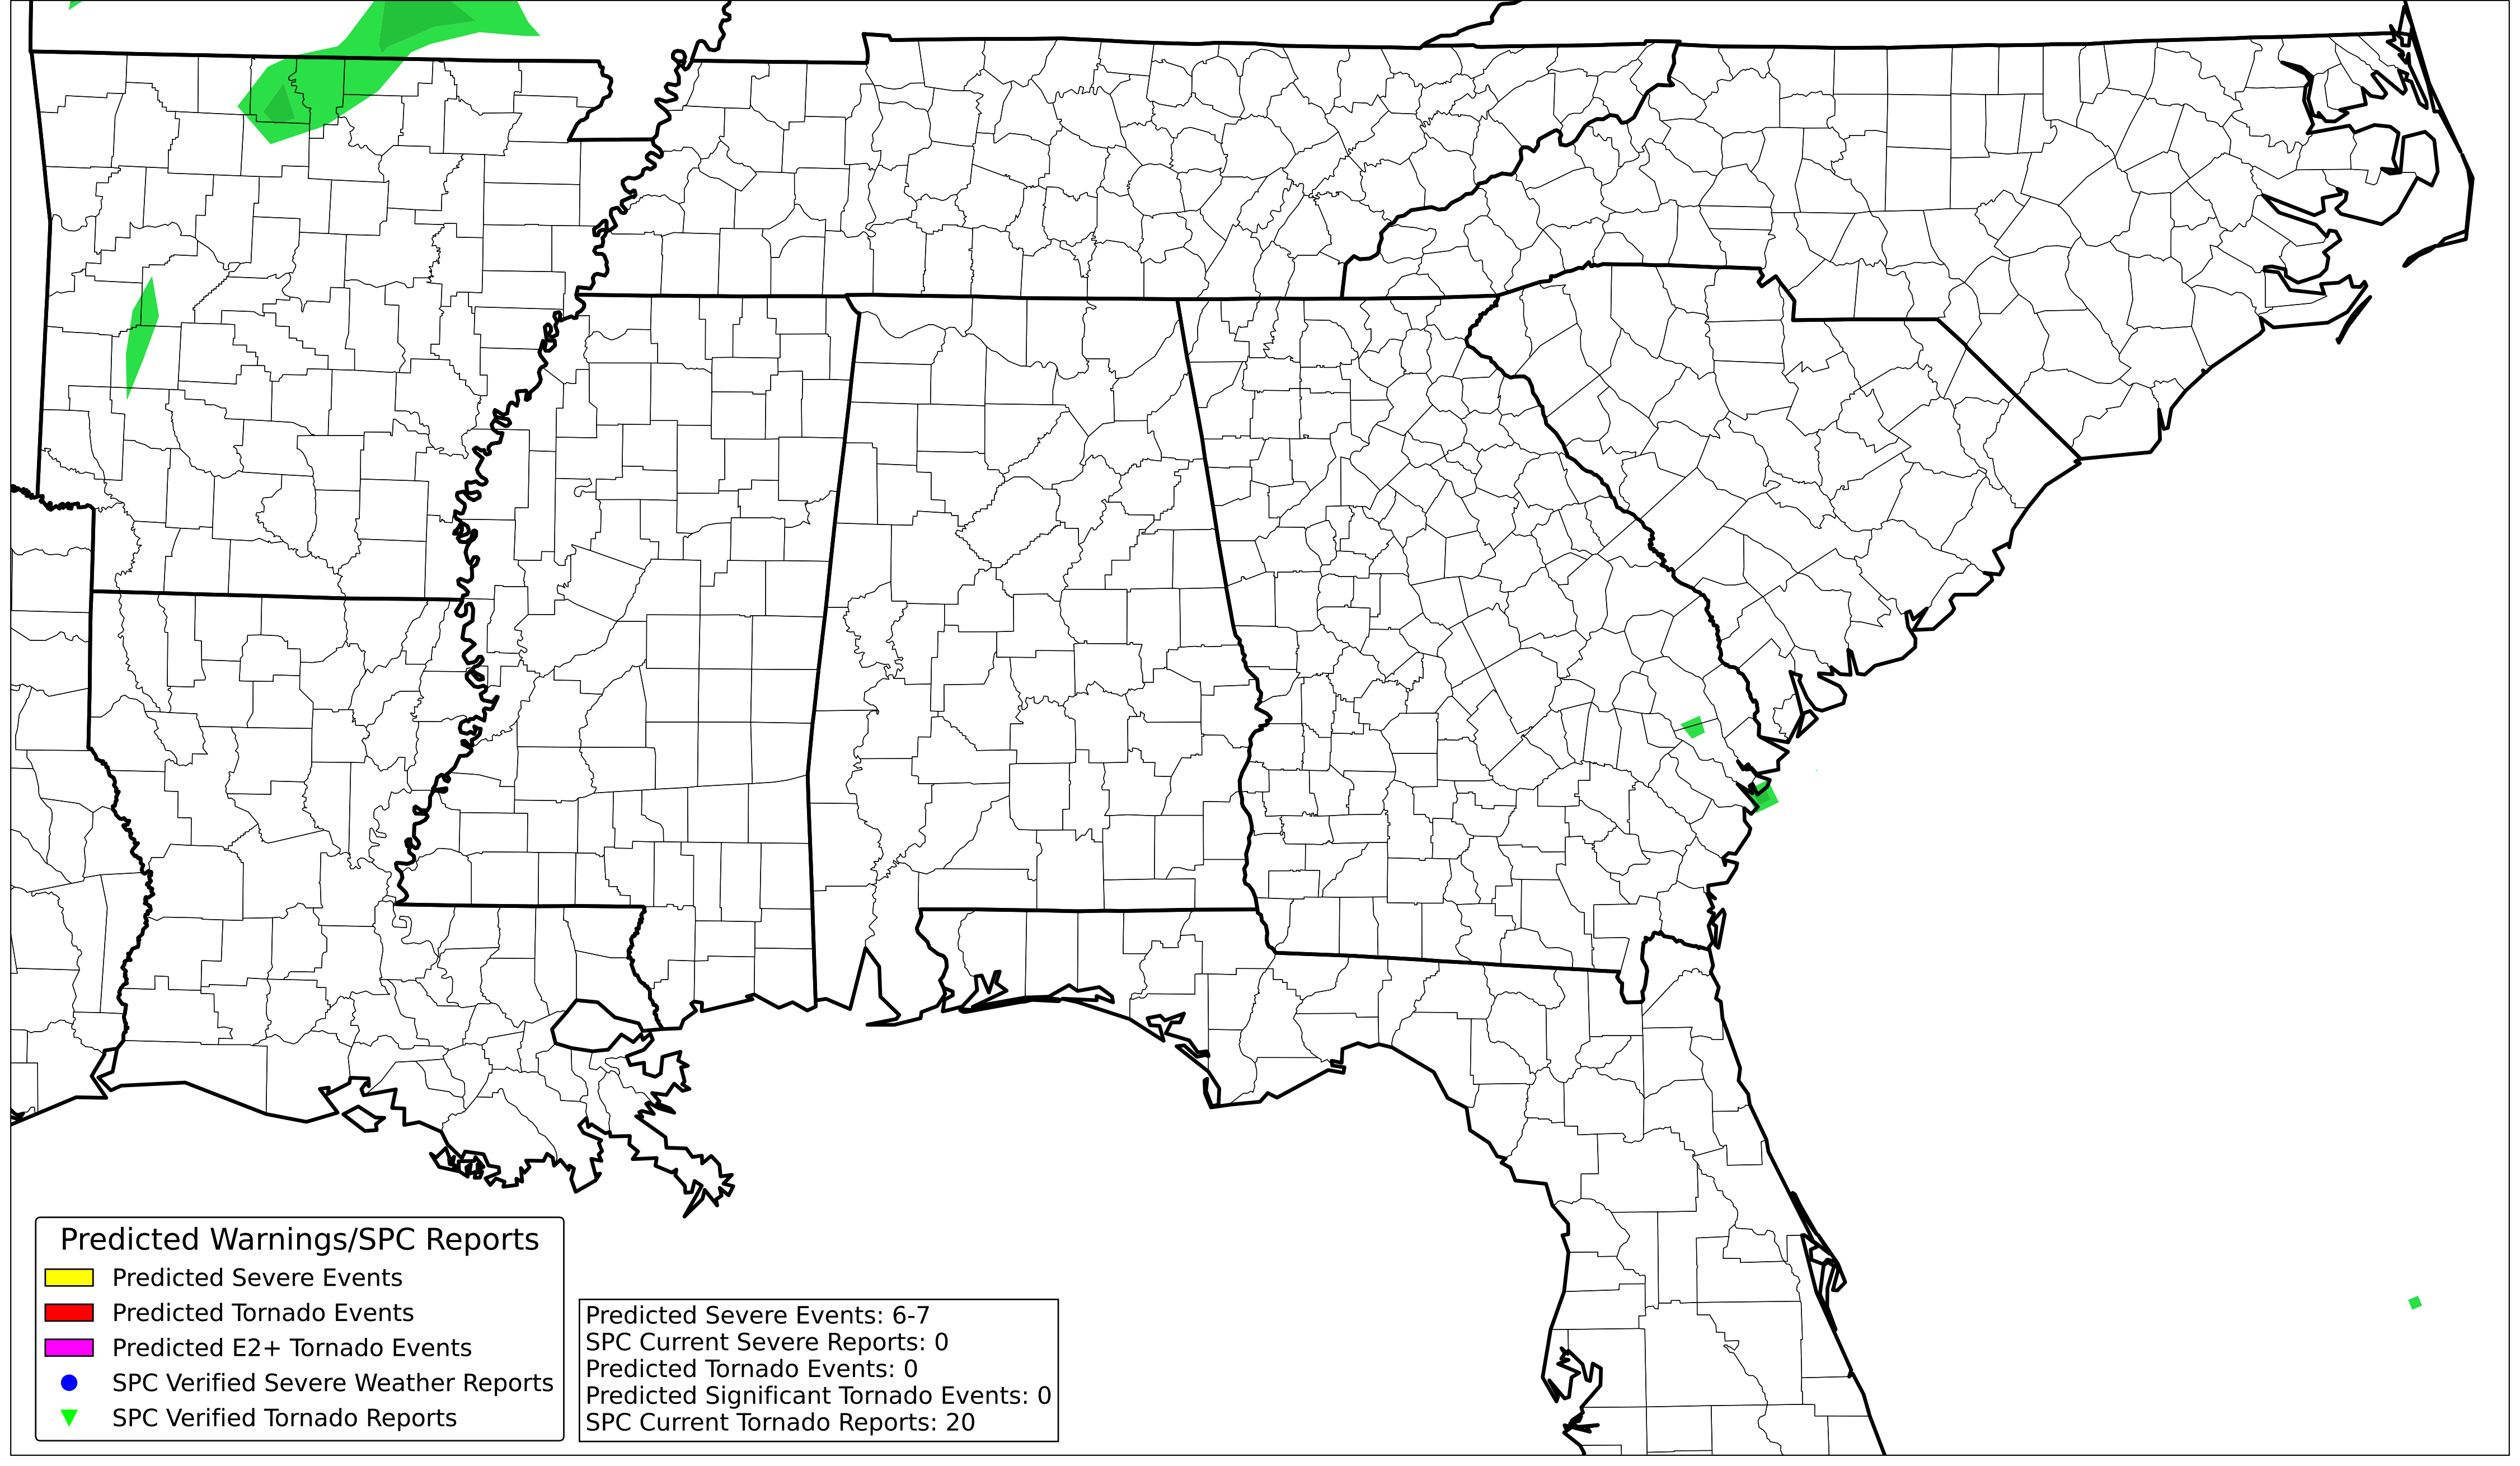 Predicted Warnings/SPC Reports
Predicted Severe Events
Predicted Tornado Events
Predicted E2+ Tornado Events
SPC Verified Severe Weather Reports
SPC Verified Tornado Reports
Predicted Severe Events: 6-7
SPC Current Severe Reports: 0
Predicted Tornado Events: 0
Predicted Significant Tornado Events: 0
SPC Current Tornado Reports: 20